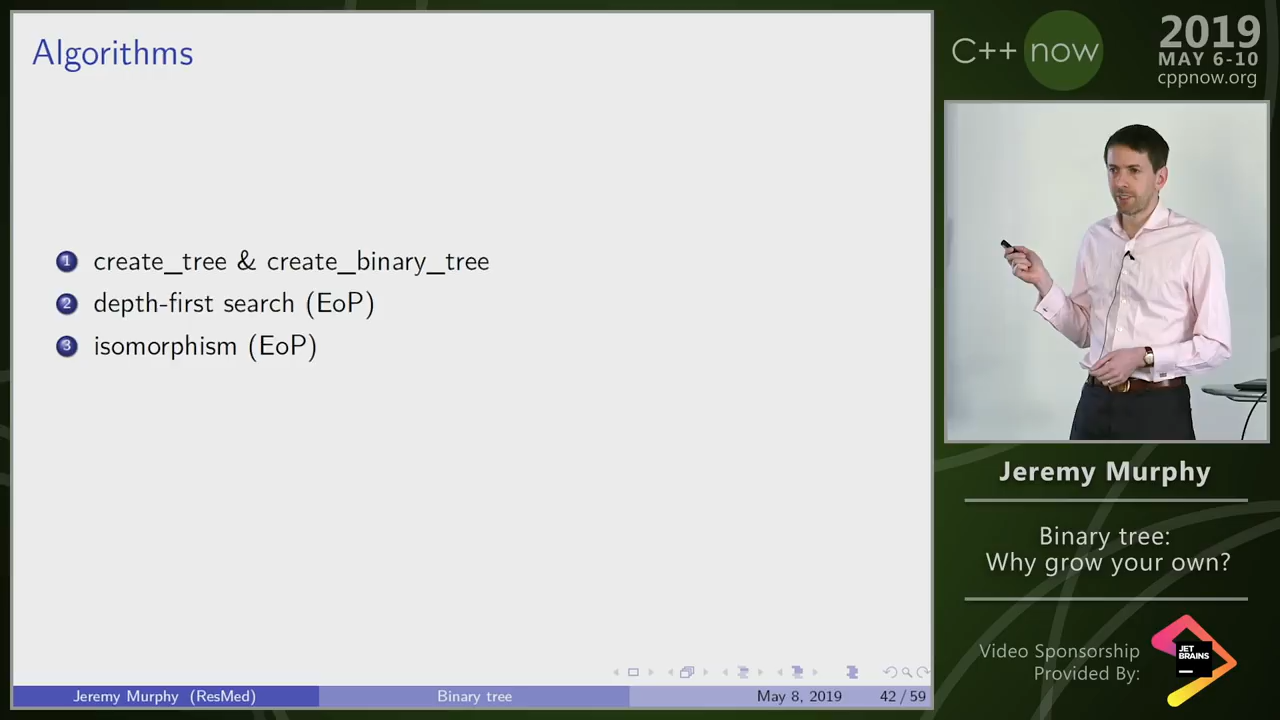 Algorithms
1 create_tree & create_binary_tree
2 depth-first search (EoP)
3 isomorphism (EoP)
Jeremy Murphy (ResMed)
Binary tree
May 8, 2019
42 / 59
C++ now
2019
MAY 6-10
cppnow.org
Jeremy Murphy
Binary tree:
Why grow your own?
Video Sponsorship
Provided By:
JET
BRAINS